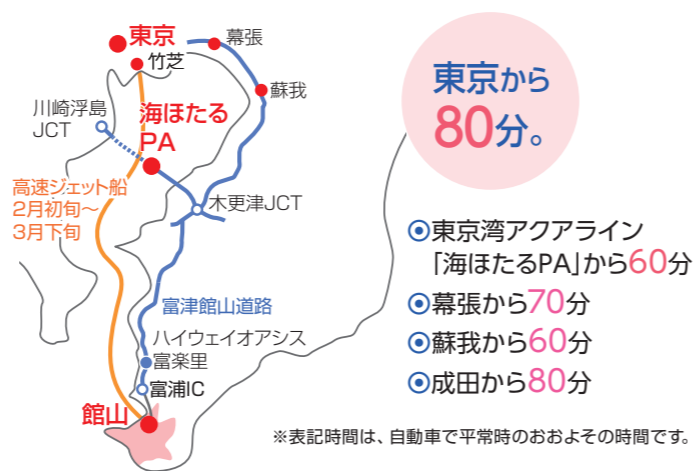 東京
竹芝
幕張
蘇我
川崎浮島
JCT
海ほたる
PA
高速ジェット船
2月初旬～
3月下旬
木更津JCT
富津館山道路
ハイウェイオアシス
富楽里
富浦IC
館山
東京から
80分。
東京湾アクアライン
「海ほたるPA」から60分
幕張から70分
蘇我から60分
成田から80分
※表記時間は、自動車で平常時のおおよその時間です。